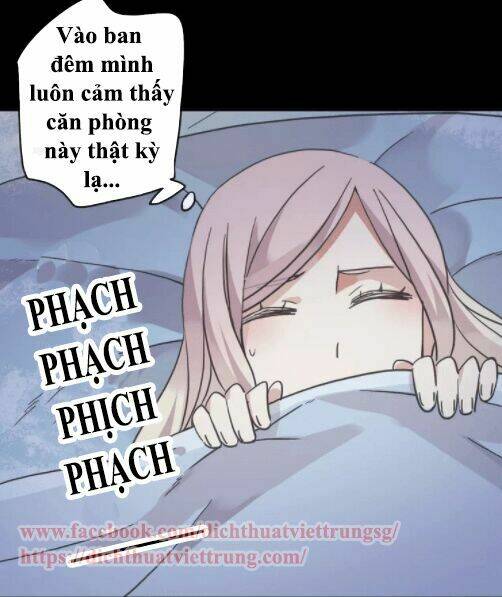 Vào ban
đêm mình
luôn cảm thấy
căn phòng
này thật kỳ
lạ...
PHẠCH
PHẠCH
PHỊCH
PHẠCH
www.facebook.com/dichthuatviettrungsg/
https://dichthuatviettrung.com/